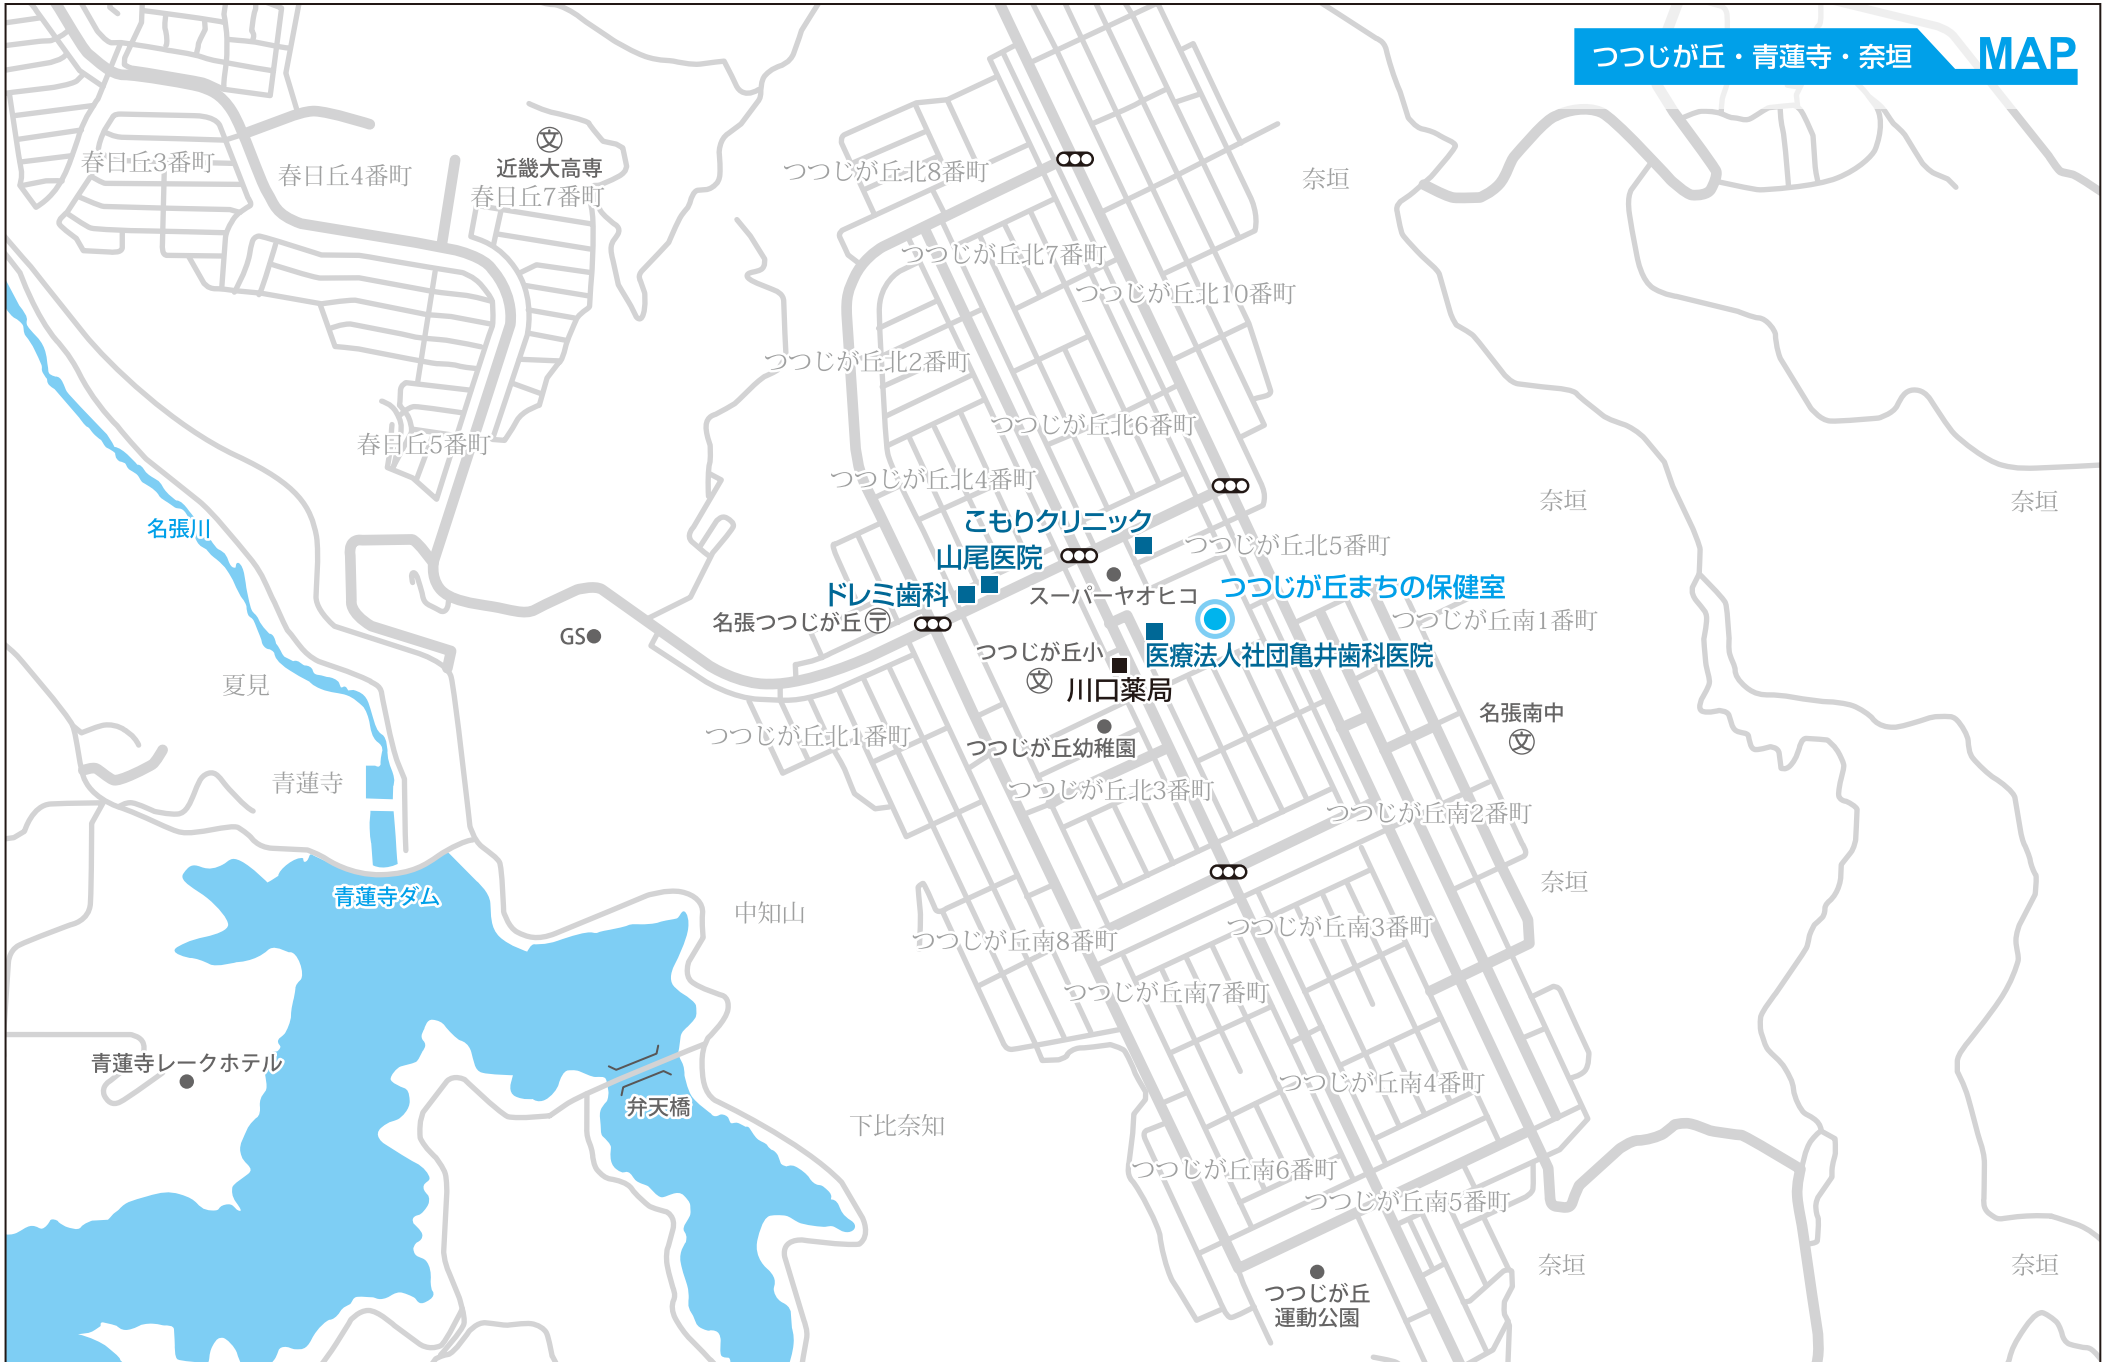 つつじが丘・青蓮寺・奈垣 MAP
春日丘3番町
春日丘4番町
近畿大高専
春日丘7番町
つつじが丘北8番町
奈垣
つつじが丘北7番町
つつじが丘北10番町
つつじが丘北2番町
つつじが丘北6番町
春日丘5番町
つつじが丘北4番町
奈垣
奈垣
名張川
こもりクリニック
山尾医院
つつじが丘北5番町
ドレミ歯科
スーパーヤオヒコ
つつじが丘まちの保健室
名張つつじが丘
つつじが丘南1番町
GS
つつじが丘小
医療法人社団亀井歯科医院
夏見
川口薬局
名張南中
つつじが丘北1番町
つつじが丘幼稚園
青蓮寺
つつじが丘北3番町
つつじが丘南2番町
奈垣
青蓮寺ダム
中知山
つつじが丘南8番町
つつじが丘南3番町
つつじが丘南7番町
青蓮寺レークホテル
つつじが丘南4番町
弁天橋
下比奈知
つつじが丘南6番町
つつじが丘南5番町
奈垣
奈垣
つつじが丘
運動公園
文
文
文